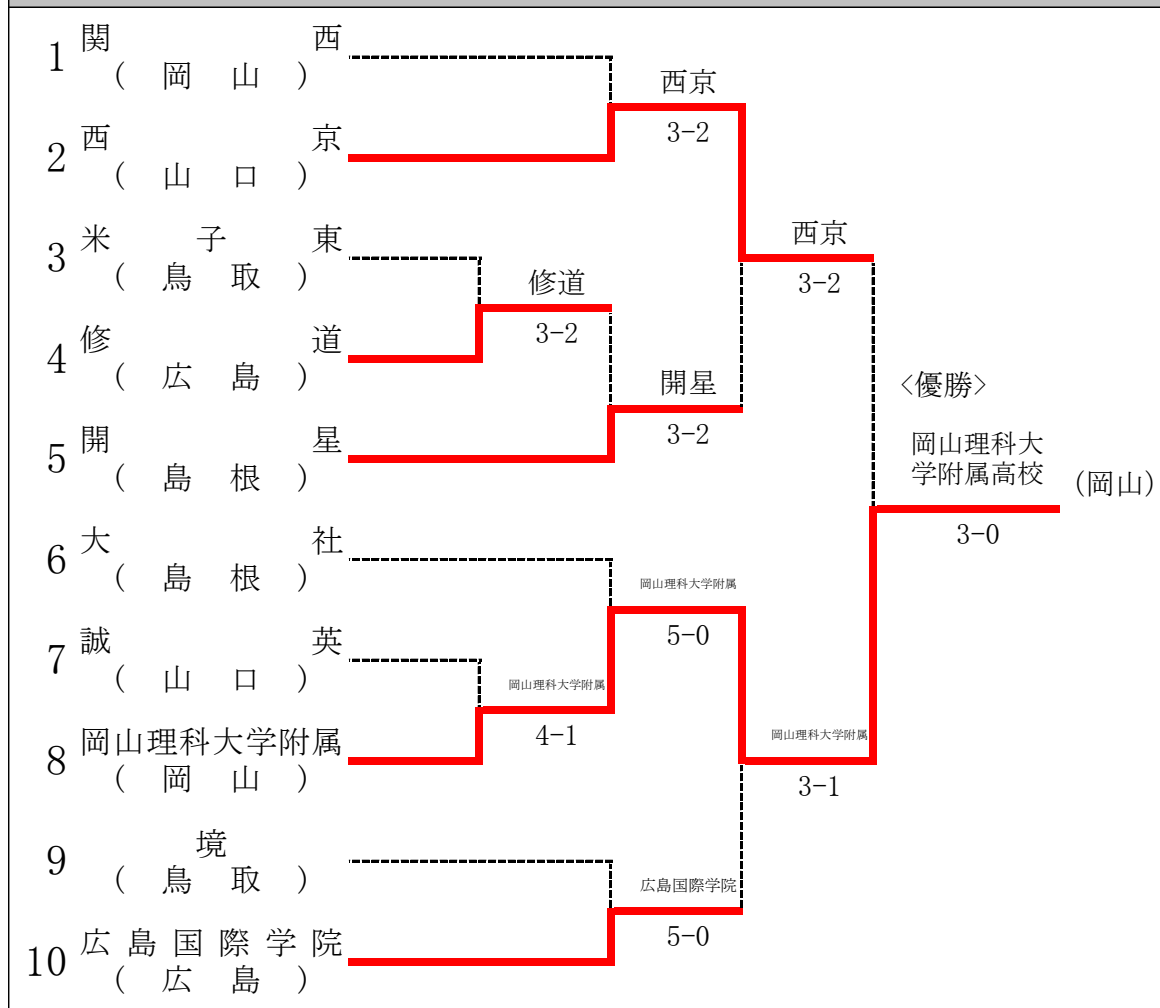 1 関西
(岡山)
西京
3-2
2 西京
(山口)
3 米子東
(鳥取)
西京
3-2
修道
3-2
4 修道
(広島)
開星
3-2
<優勝>
岡山理科大
学附属高校
(岡山)
3-0
5 開星
(島根)
6 大社
(島根)
岡山理科大学附属
5-0
7 誠英
(山口)
岡山理科大学附属
4-1
8 岡山理科大学附属
(岡山)
岡山理科大学附属
3-1
9 境
(鳥取)
広島国際学院
5-0
10 広島国際学院
(広島)